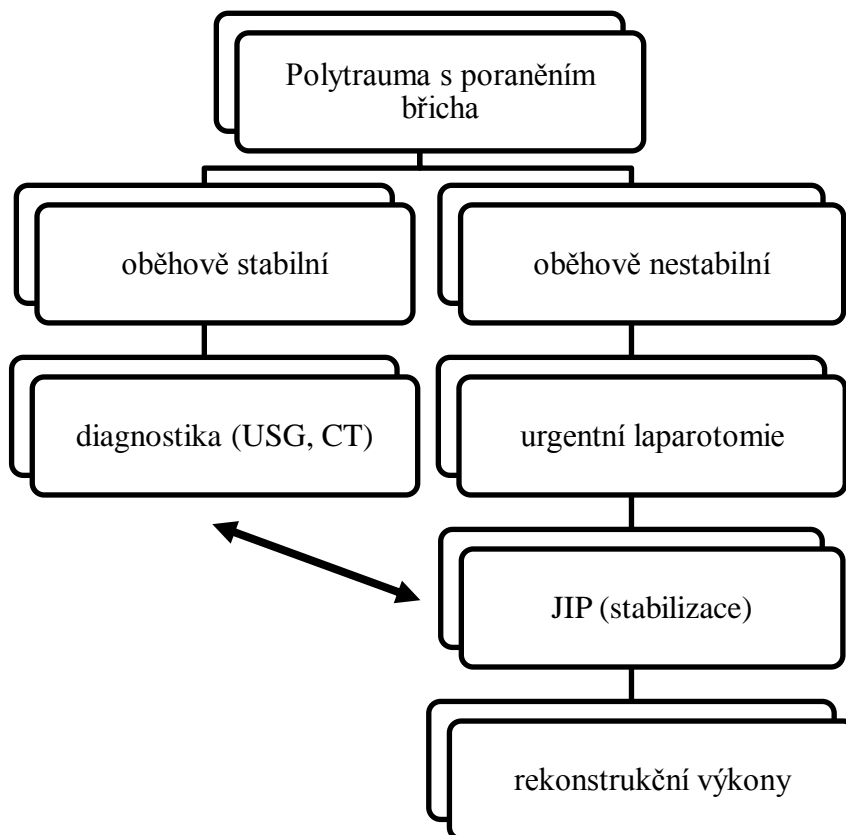 Polytrauma s poraněním
břicha
oběhově stabilní
oběhově nestabilní
diagnostika (USG, CT)
urgentní laparotomie
JIP (stabilizace)
rekonstrukční výkony